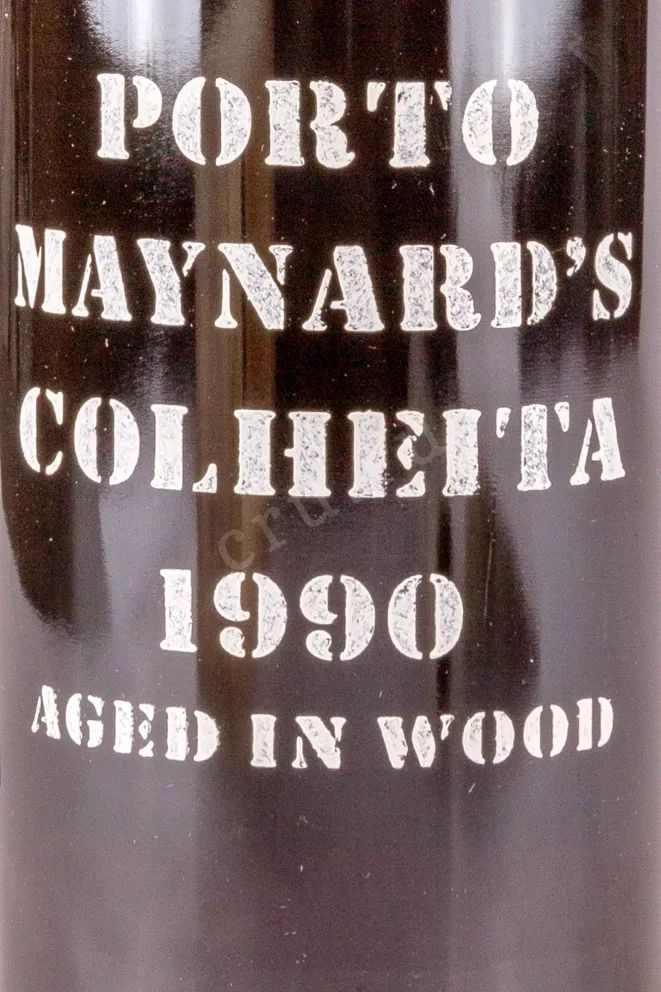 PORTO
MAYNARD'S
COLHEITA
1990
AGED IN WOOD